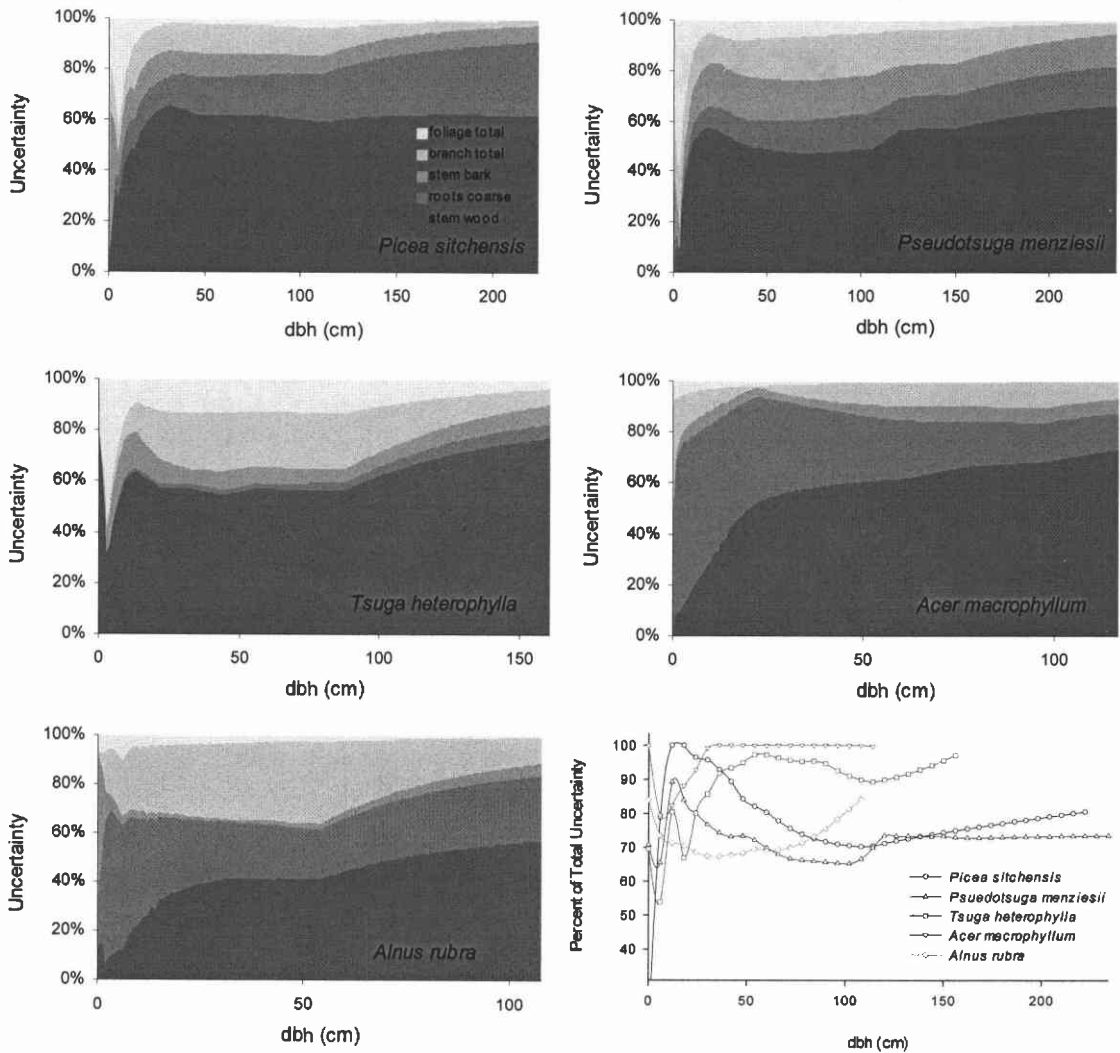 100%
80%
60%
40%
20%
0%
Uncertainty
foliage total
branch total
stem bark
roots coarse
stem wood
Picea sitchensis
0 50 100 150 200
dbh (cm)
100%
80%
60%
40%
20%
0%
Uncertainty
Pseudotsuga menziesii
0 50 100 150 200
dbh (cm)
100%
80%
60%
40%
20%
0%
Uncertainty
Tsuga heterophylla
0 50 100 150
dbh (cm)
100%
80%
60%
40%
20%
0%
Uncertainty
Acer macrophyllum
0 50 100
dbh (cm)
100%
80%
60%
40%
20%
0%
Uncertainty
Alnus rubra
0 50 100
dbh (cm)
100
90
80
70
60
50
40
Percent of Total Uncertainty
Picea sitchensis
Psuedotsuga menziesii
Tsuga heterophylla
Acer macrophyllum
Alnus rubra
0 50 100 150 200
dbh (cm)